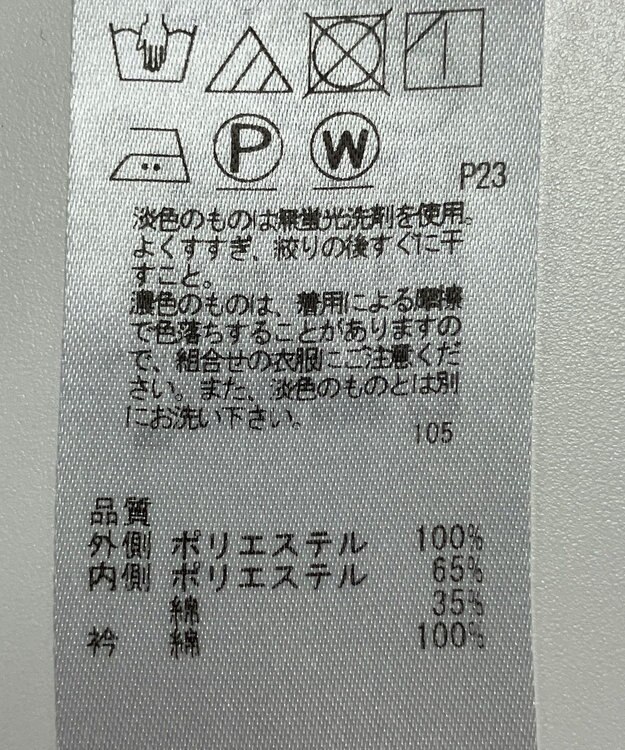 P W
P23
淡色のものは無蛍光洗剤を使用。
よくすすぎ、絞りの後すぐに干
すこと。
濃色のものは、着用による摩擦
で色落ちすることがありますの
で、組合せの衣服にご注意くだ
さい。また、淡色のものとは別
にお洗い下さい。
105
品質
外側 ポリエステル 100%
内側 ポリエステル 65%
綿 35%
衿 綿 100%